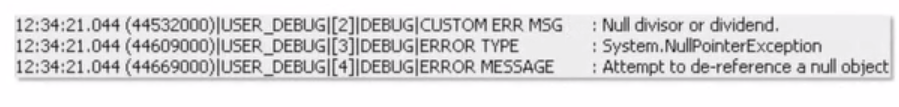 12:34:21.044 (44532000)|USER_DEBUG|[2]|DEBUG|CUSTOM ERR MSG : Null divisor or dividend.
12:34:21.044 (44609000)|USER_DEBUG|[3]|DEBUG|ERROR TYPE : System.NullPointerException
12:34:21.044 (44669000)|USER_DEBUG|[4]|DEBUG|ERROR MESSAGE : Attempt to de-reference a null object